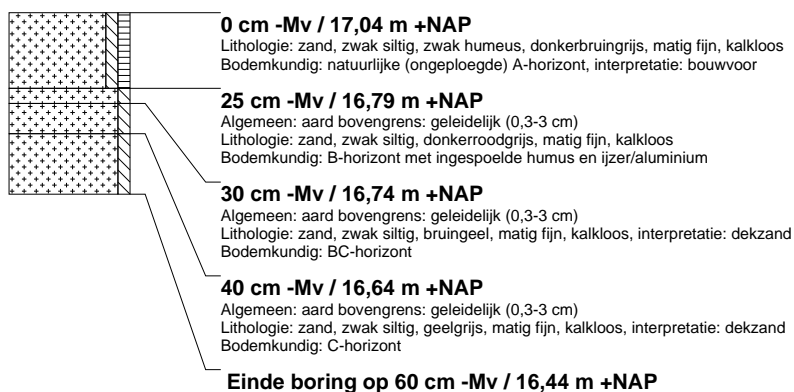 0 cm -Mv / 17,04 m +NAP
Lithologie: zand, zwak siltig, zwak humeus, donkerbruingrijs, matig fijn, kalkloos
Bodemkundig: natuurlijke (ongeploegde) A-horizont, interpretatie: bouwvoor
25 cm -Mv / 16,79 m +NAP
Algemeen: aard bovengrens: geleidelijk (0,3-3 cm)
Lithologie: zand, zwak siltig, donkerroodgrijs, matig fijn, kalkloos
Bodemkundig: B-horizont met ingespoelde humus en ijzer/aluminium
30 cm -Mv / 16,74 m +NAP
Algemeen: aard bovengrens: geleidelijk (0,3-3 cm)
Lithologie: zand, zwak siltig, bruingeel, matig fijn, kalkloos, interpretatie: dekzand
Bodemkundig: BC-horizont
40 cm -Mv / 16,64 m +NAP
Algemeen: aard bovengrens: geleidelijk (0,3-3 cm)
Lithologie: zand, zwak siltig, geelgrijs, matig fijn, kalkloos, interpretatie: dekzand
Bodemkundig: C-horizont
Einde boring op 60 cm -Mv / 16,44 m +NAP